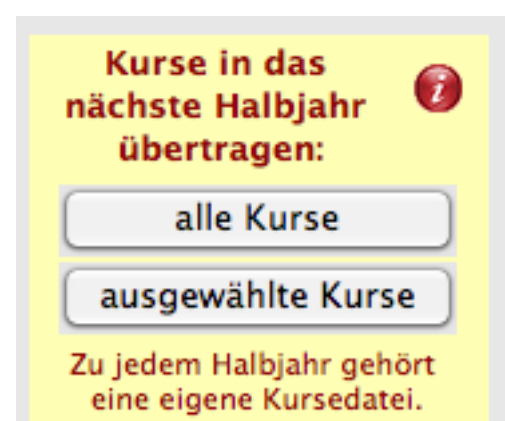 Kurse in das
nächste Halbjahr
übertragen:
i
alle Kurse
ausgewählte Kurse
Zu jedem Halbjahr gehört
eine eigene Kursedatei.